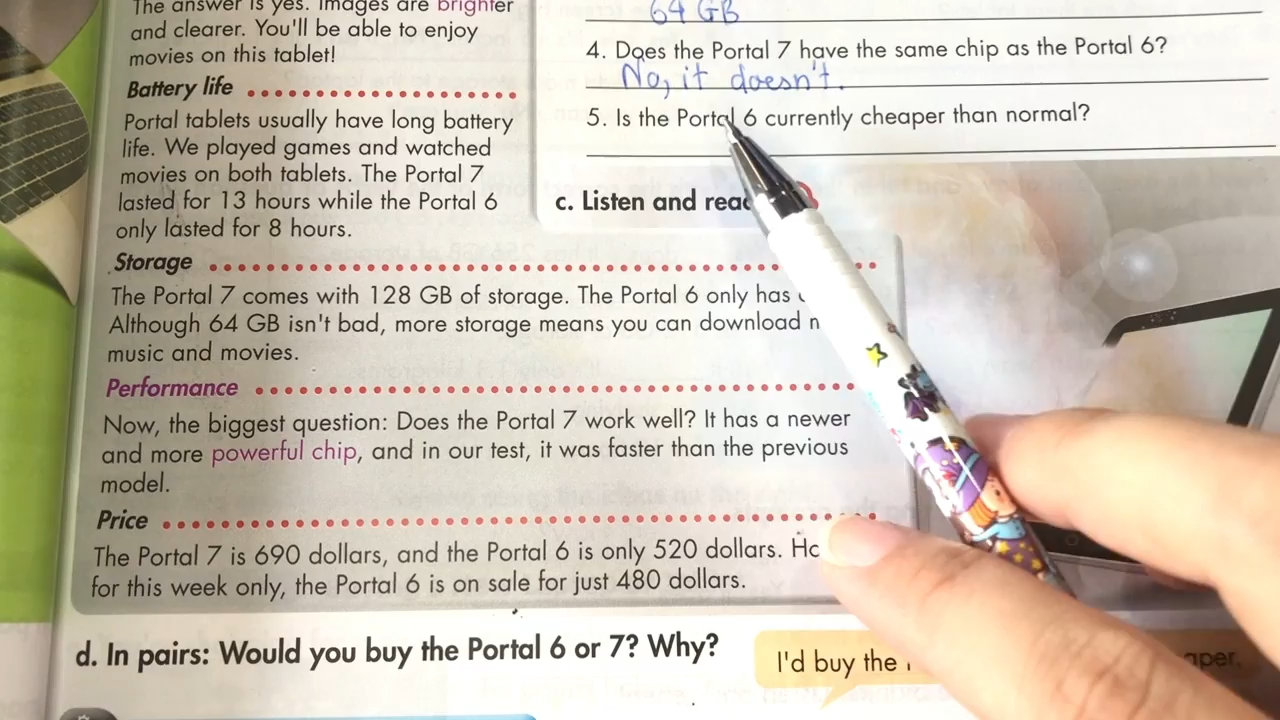 The answer is yes. Images are brighter
and clearer. You'll be able to enjoy
movies on this tablet!
Battery life
Portal tablets usually have long battery
life. We played games and watched
movies on both tablets. The Portal 7
lasted for 13 hours while the Portal 6
only lasted for 8 hours.
Storage
The Portal 7 comes with 128 GB of storage. The Portal 6 only has
Although 64 GB isn't bad, more storage means you can download
music and movies.
Performance
Now, the biggest question: Does the Portal 7 work well? It has a newer
and more powerful chip, and in our test, it was faster than the previous
model.
Price
The Portal 7 is 690 dollars, and the Portal 6 is only 520 dollars.
for this week only, the Portal 6 is on sale for just 480 dollars.
64 GB
4. Does the Portal 7 have the same chip as the Portal 6?
No, it doesn't.
5. Is the Portal 6 currently cheaper than normal?
c. Listen and
d. In pairs: Would you buy the Portal 6 or 7? Why?
I'd buy the